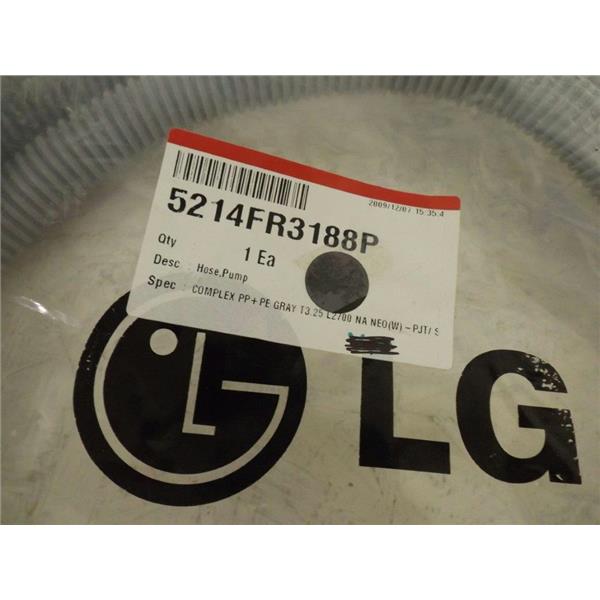 2009/12/07 15:35:4
5214FR3188P
Qty 1 Ea
Desc : Hose,Pump
Spec : COMPLEX PP+PE GRAY T3.25 L2700 NA NEO(W)-PJT/ S
LG